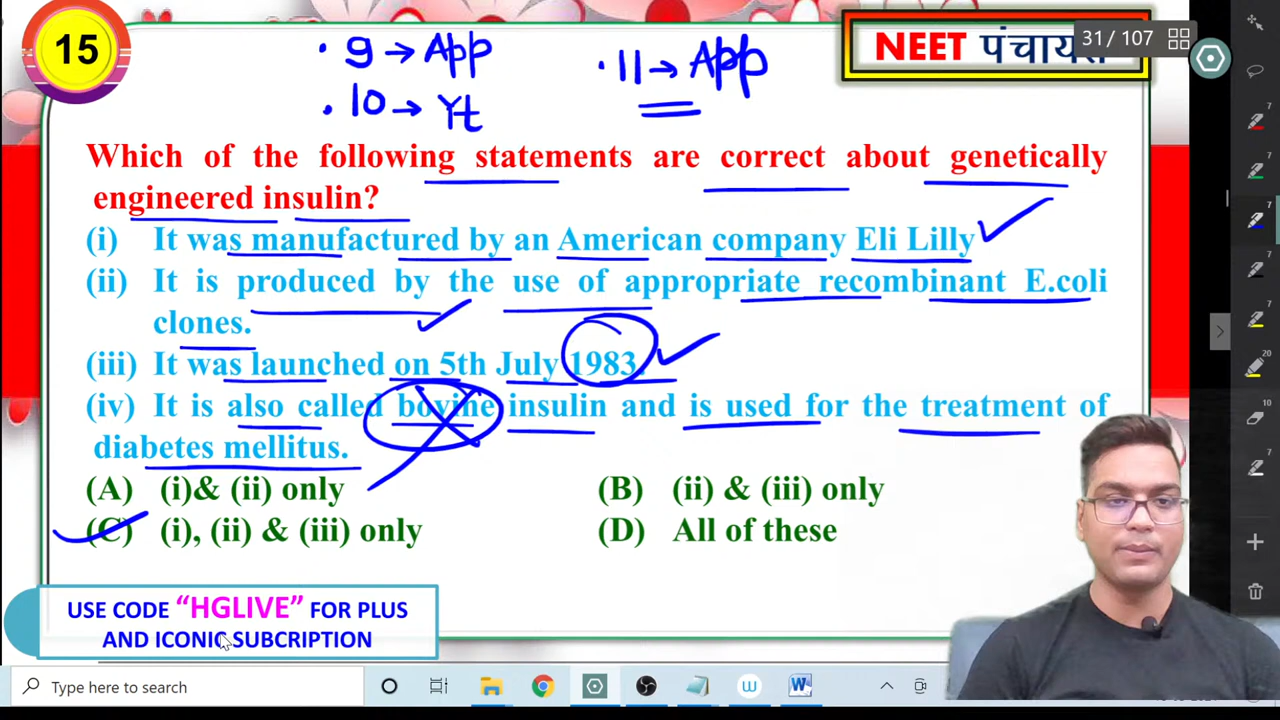 15
· 9 → App
· 10 → Yt
· 11 → App
NEET पंचायत
31 / 107
Which of the following statements are correct about genetically
engineered insulin?
(i) It was manufactured by an American company Eli Lilly
(ii) It is produced by the use of appropriate recombinant E.coli
clones.
(iii) It was launched on 5th July 1983.
(iv) It is also called bovine insulin and is used for the treatment of
diabetes mellitus.
(A) (i)& (ii) only
(B) (ii) & (iii) only
(C) (i), (ii) & (iii) only
(D) All of these
USE CODE “HGLIVE” FOR PLUS
AND ICONIC SUBCRIPTION
Type here to search